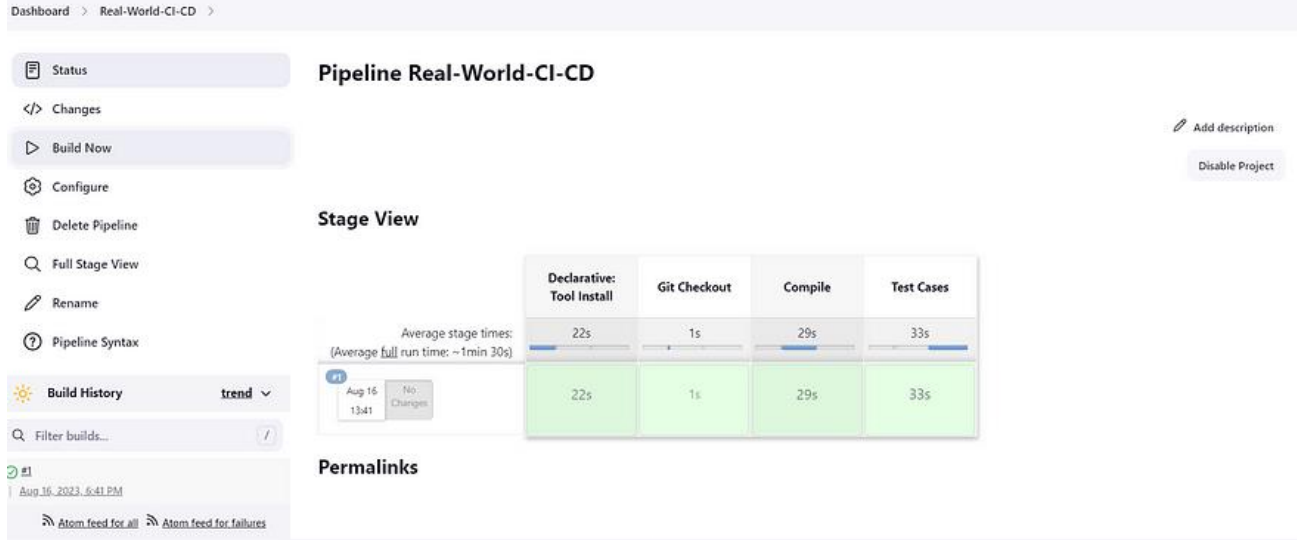 Dashboard > Real-World-CI-CD >
Status
Changes
Build Now
Configure
Delete Pipeline
Full Stage View
Rename
Pipeline Syntax
Build History trend
Filter builds... /
#1
Aug 16, 2023, 6:41 PM
Atom feed for all Atom feed for failures
Pipeline Real-World-CI-CD
Add description
Disable Project
Stage View
Declarative:
Tool Install
Git Checkout
Compile
Test Cases
Average stage times:
(Average full run time: ~1min 30s)
22s
1s
29s
33s
#1
Aug 16
13:41
No
Changes
22s
1s
29s
33s
Permalinks